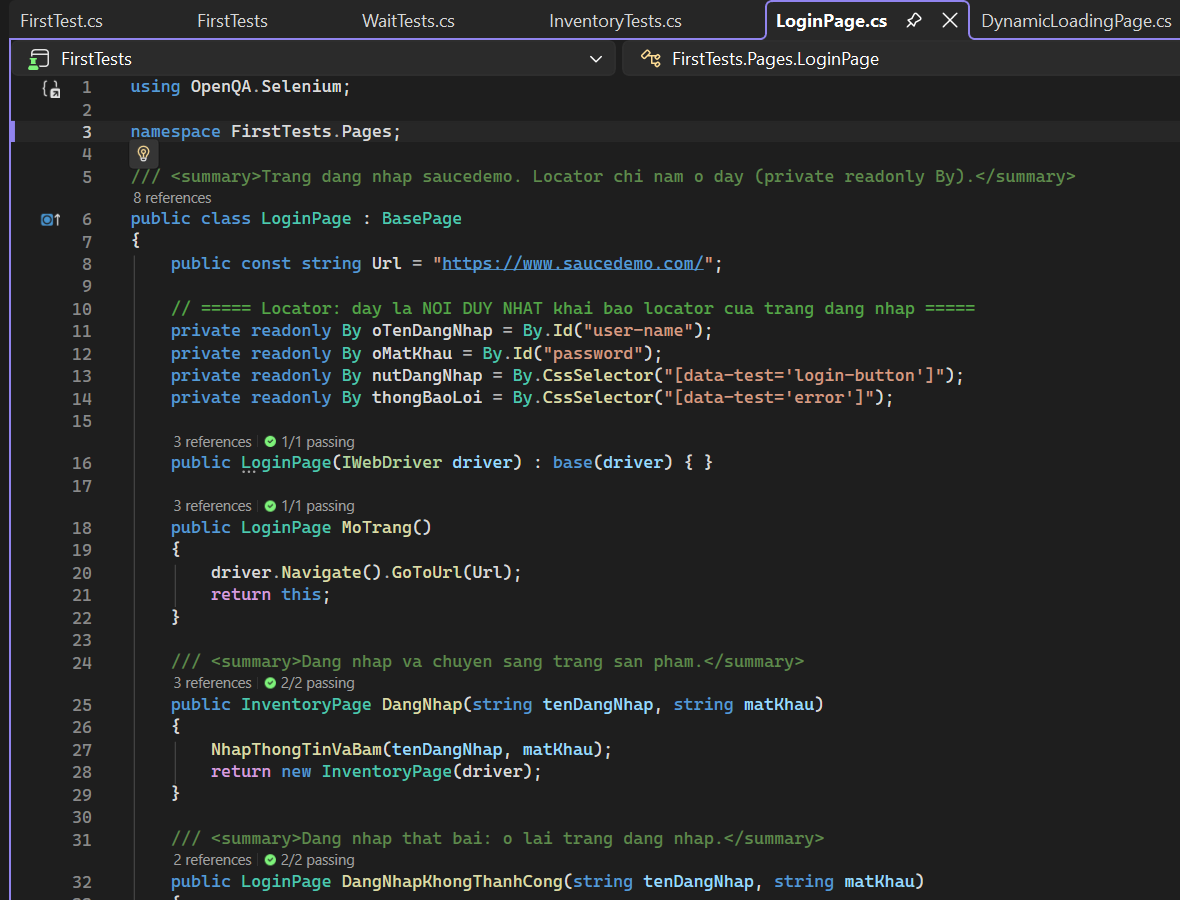 FirstTest.cs FirstTests WaitTests.cs InventoryTests.cs LoginPage.cs DynamicLoadingPage.cs
FirstTests FirstTests.Pages.LoginPage
1 using OpenQA.Selenium;
2
3 namespace FirstTests.Pages;
4
5 /// <summary>Trang dang nhap saucedemo. Locator chi nam o day (private readonly By).</summary>
8 references
6 public class LoginPage : BasePage
7 {
8 public const string Url = "https://www.saucedemo.com/";
9
10 // ===== Locator: day la NOI DUY NHAT khai bao locator cua trang dang nhap =====
11 private readonly By oTenDangNhap = By.Id("user-name");
12 private readonly By oMatKhau = By.Id("password");
13 private readonly By nutDangNhap = By.CssSelector("[data-test='login-button']");
14 private readonly By thongBaoLoi = By.CssSelector("[data-test='error']");
15
3 references | 1/1 passing
16 public LoginPage(IWebDriver driver) : base(driver) { }
17
3 references | 1/1 passing
18 public LoginPage MoTrang()
19 {
20 driver.Navigate().GoToUrl(Url);
21 return this;
22 }
23
24 /// <summary>Dang nhap va chuyen sang trang san pham.</summary>
3 references | 2/2 passing
25 public InventoryPage DangNhap(string tenDangNhap, string matKhau)
26 {
27 NhapThongTinVaBam(tenDangNhap, matKhau);
28 return new InventoryPage(driver);
29 }
30
31 /// <summary>Dang nhap that bai: o lai trang dang nhap.</summary>
2 references | 2/2 passing
32 public LoginPage DangNhapKhongThanhCong(string tenDangNhap, string matKhau)